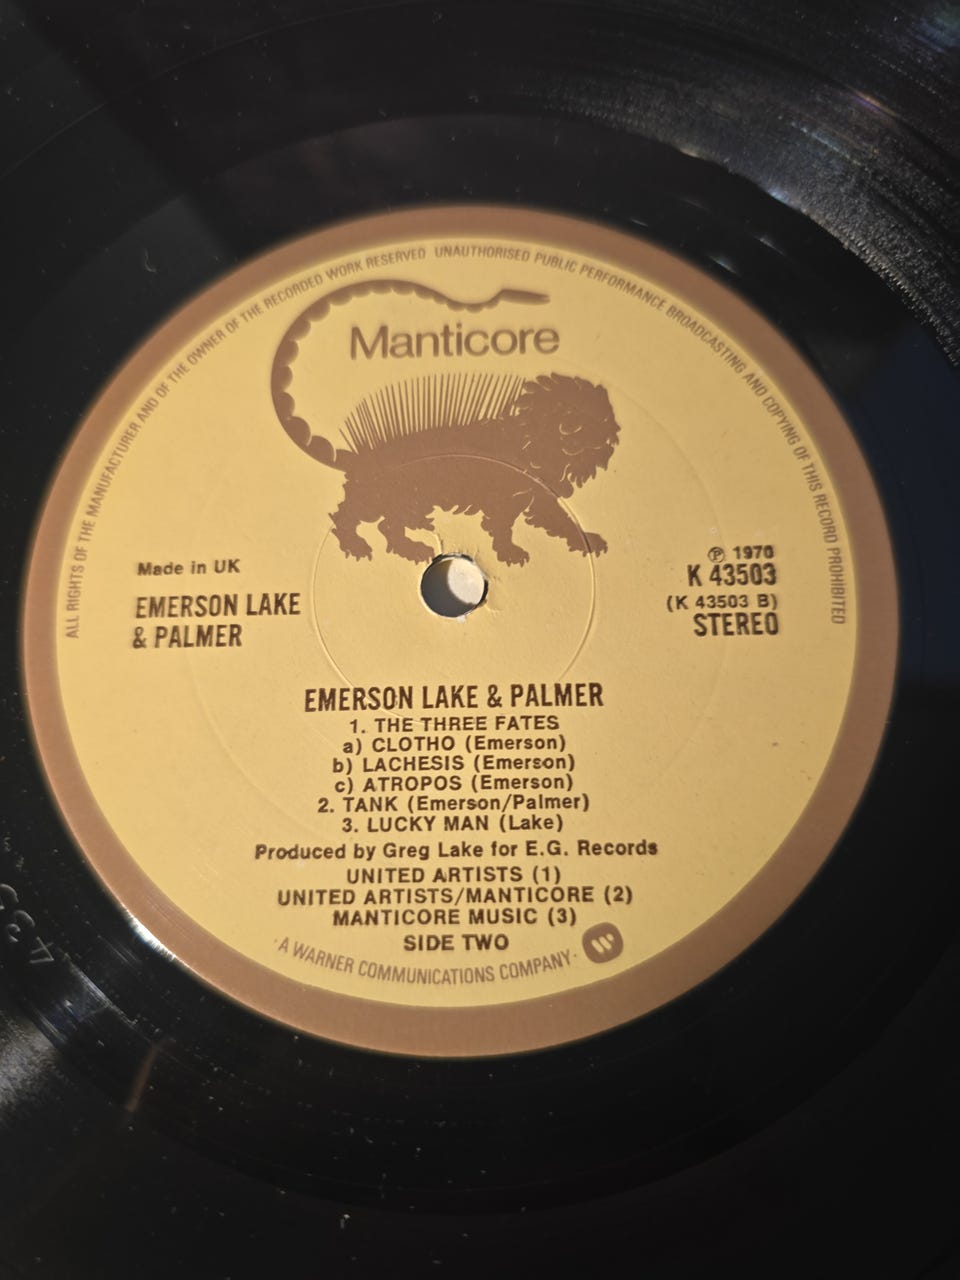 ALL RIGHTS OF THE MANUFACTURER AND OF THE OWNER OF THE RECORDED WORK RESERVED UNAUTHORISED PUBLIC PERFORMANCE BROADCASTING AND COPYING OF THIS RECORD PROHIBITED
Manticore
Made in UK
EMERSON LAKE
& PALMER
Ⓟ 1970
K 43503
(K 43503 B)
STEREO
EMERSON LAKE & PALMER
1. THE THREE FATES
a) CLOTHO (Emerson)
b) LACHESIS (Emerson)
c) ATROPOS (Emerson)
2. TANK (Emerson/Palmer)
3. LUCKY MAN (Lake)
Produced by Greg Lake for E.G. Records
UNITED ARTISTS (1)
UNITED ARTISTS/MANTICORE (2)
MANTICORE MUSIC (3)
SIDE TWO
· A WARNER COMMUNICATIONS COMPANY ·